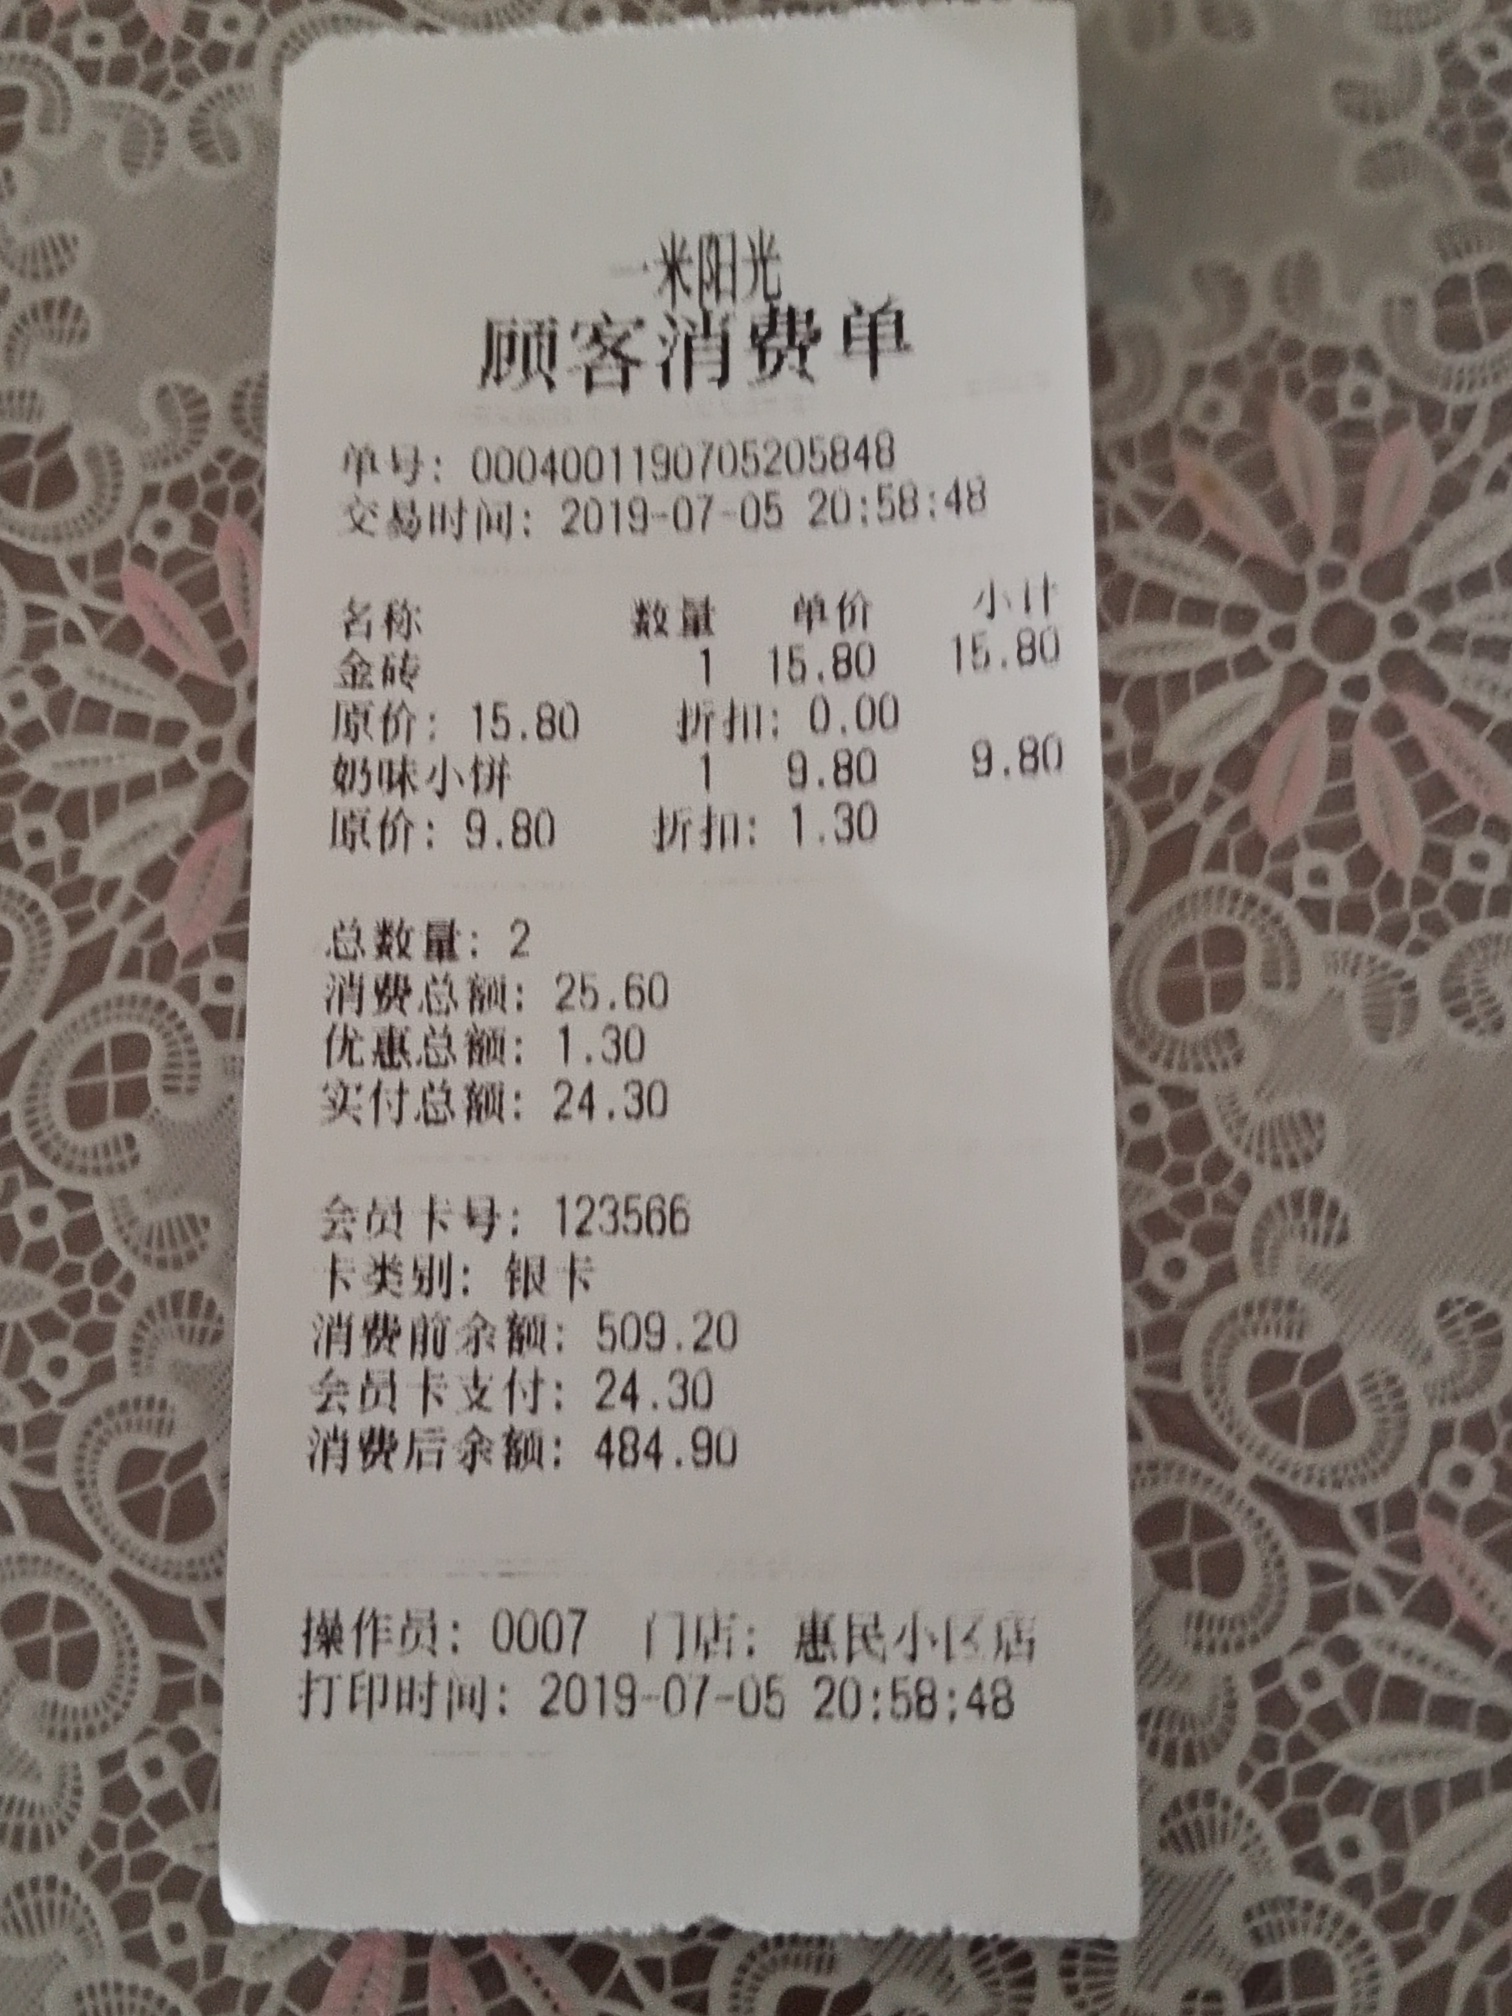 一米阳光
顾客消费单
单号: 0004001190705205848
交易时间: 2019-07-05 20:58:48
名称 数量 单价 小计
金砖 1 15.80 15.80
原价: 15.80 折扣: 0.00
奶味小饼 1 9.80 9.80
原价: 9.80 折扣: 1.30
总数量: 2
消费总额: 25.60
优惠总额: 1.30
实付总额: 24.30
会员卡号: 123566
卡类别: 银卡
消费前余额: 509.20
会员卡支付: 24.30
消费后余额: 484.90
操作员: 0007 门店: 惠民小区店
打印时间: 2019-07-05 20:58:48